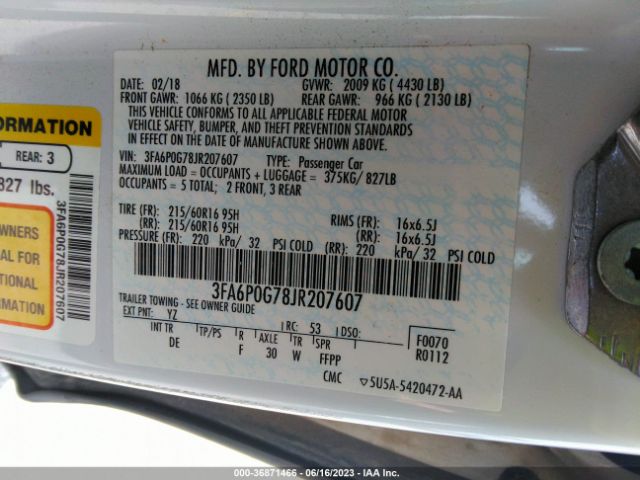 MFD. BY FORD MOTOR CO.
DATE: 02/18 GVWR: 2009 KG ( 4430 LB)
FRONT GAWR: 1066 KG ( 2350 LB) REAR GAWR: 966 KG ( 2130 LB)
THIS VEHICLE CONFORMS TO ALL APPLICABLE FEDERAL MOTOR
VEHICLE SAFETY, BUMPER, AND THEFT PREVENTION STANDARDS
IN EFFECT ON THE DATE OF MANUFACTURE SHOWN ABOVE.
VIN: 3FA6P0G78JR207607 TYPE: Passenger Car
MAXIMUM LOAD = OCCUPANTS + LUGGAGE = 375KG/ 827LB
OCCUPANTS = 5 TOTAL; 2 FRONT, 3 REAR
TIRE (FR): 215/60R16 95H RIMS (FR): 16x6.5J
(RR): 215/60R16 95H (RR): 16x6.5J
PRESSURE (FR): 220 kPa/ 32 PSI COLD (RR): 220 kPa/ 32 PSI COLD
3FA6P0G78JR207607
TRAILER TOWING - SEE OWNER GUIDE
EXT PNT: YZ RC: 53 DSO:
INT TR TP/PS R AXLE TR SPR
DE F 30 W FFPP
F0070
R0112
CMC 5U5A-5420472-AA
FORMATION
REAR: 3
827 lbs.
WNERS
AL FOR
TIONAL
ON
3FA6P0G78JR207607
000-36871466 - 06/16/2023 - IAA Inc.